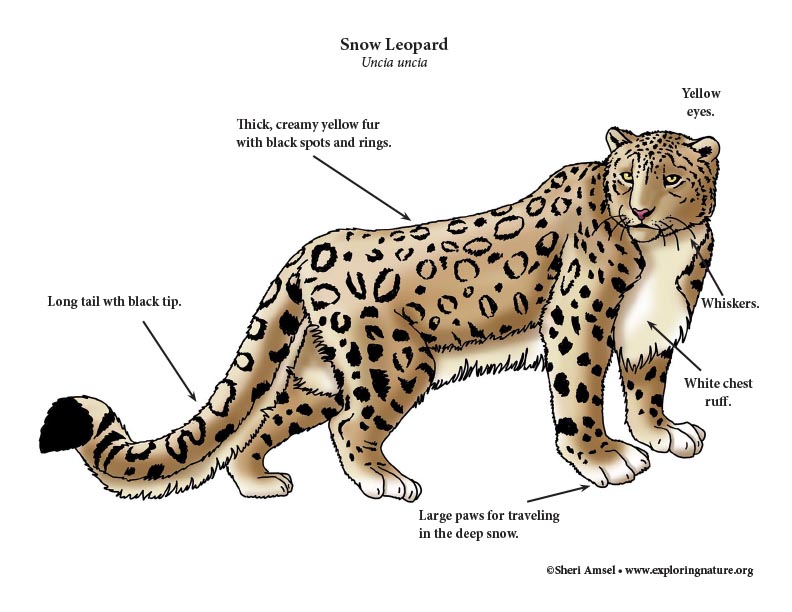 Snow Leopard
Uncia uncia
Yellow
eyes.
Thick, creamy yellow fur
with black spots and rings.
Long tail wth black tip.
Whiskers.
White chest
ruff.
Large paws for traveling
in the deep snow.
©Sheri Amsel • www.exploringnature.org